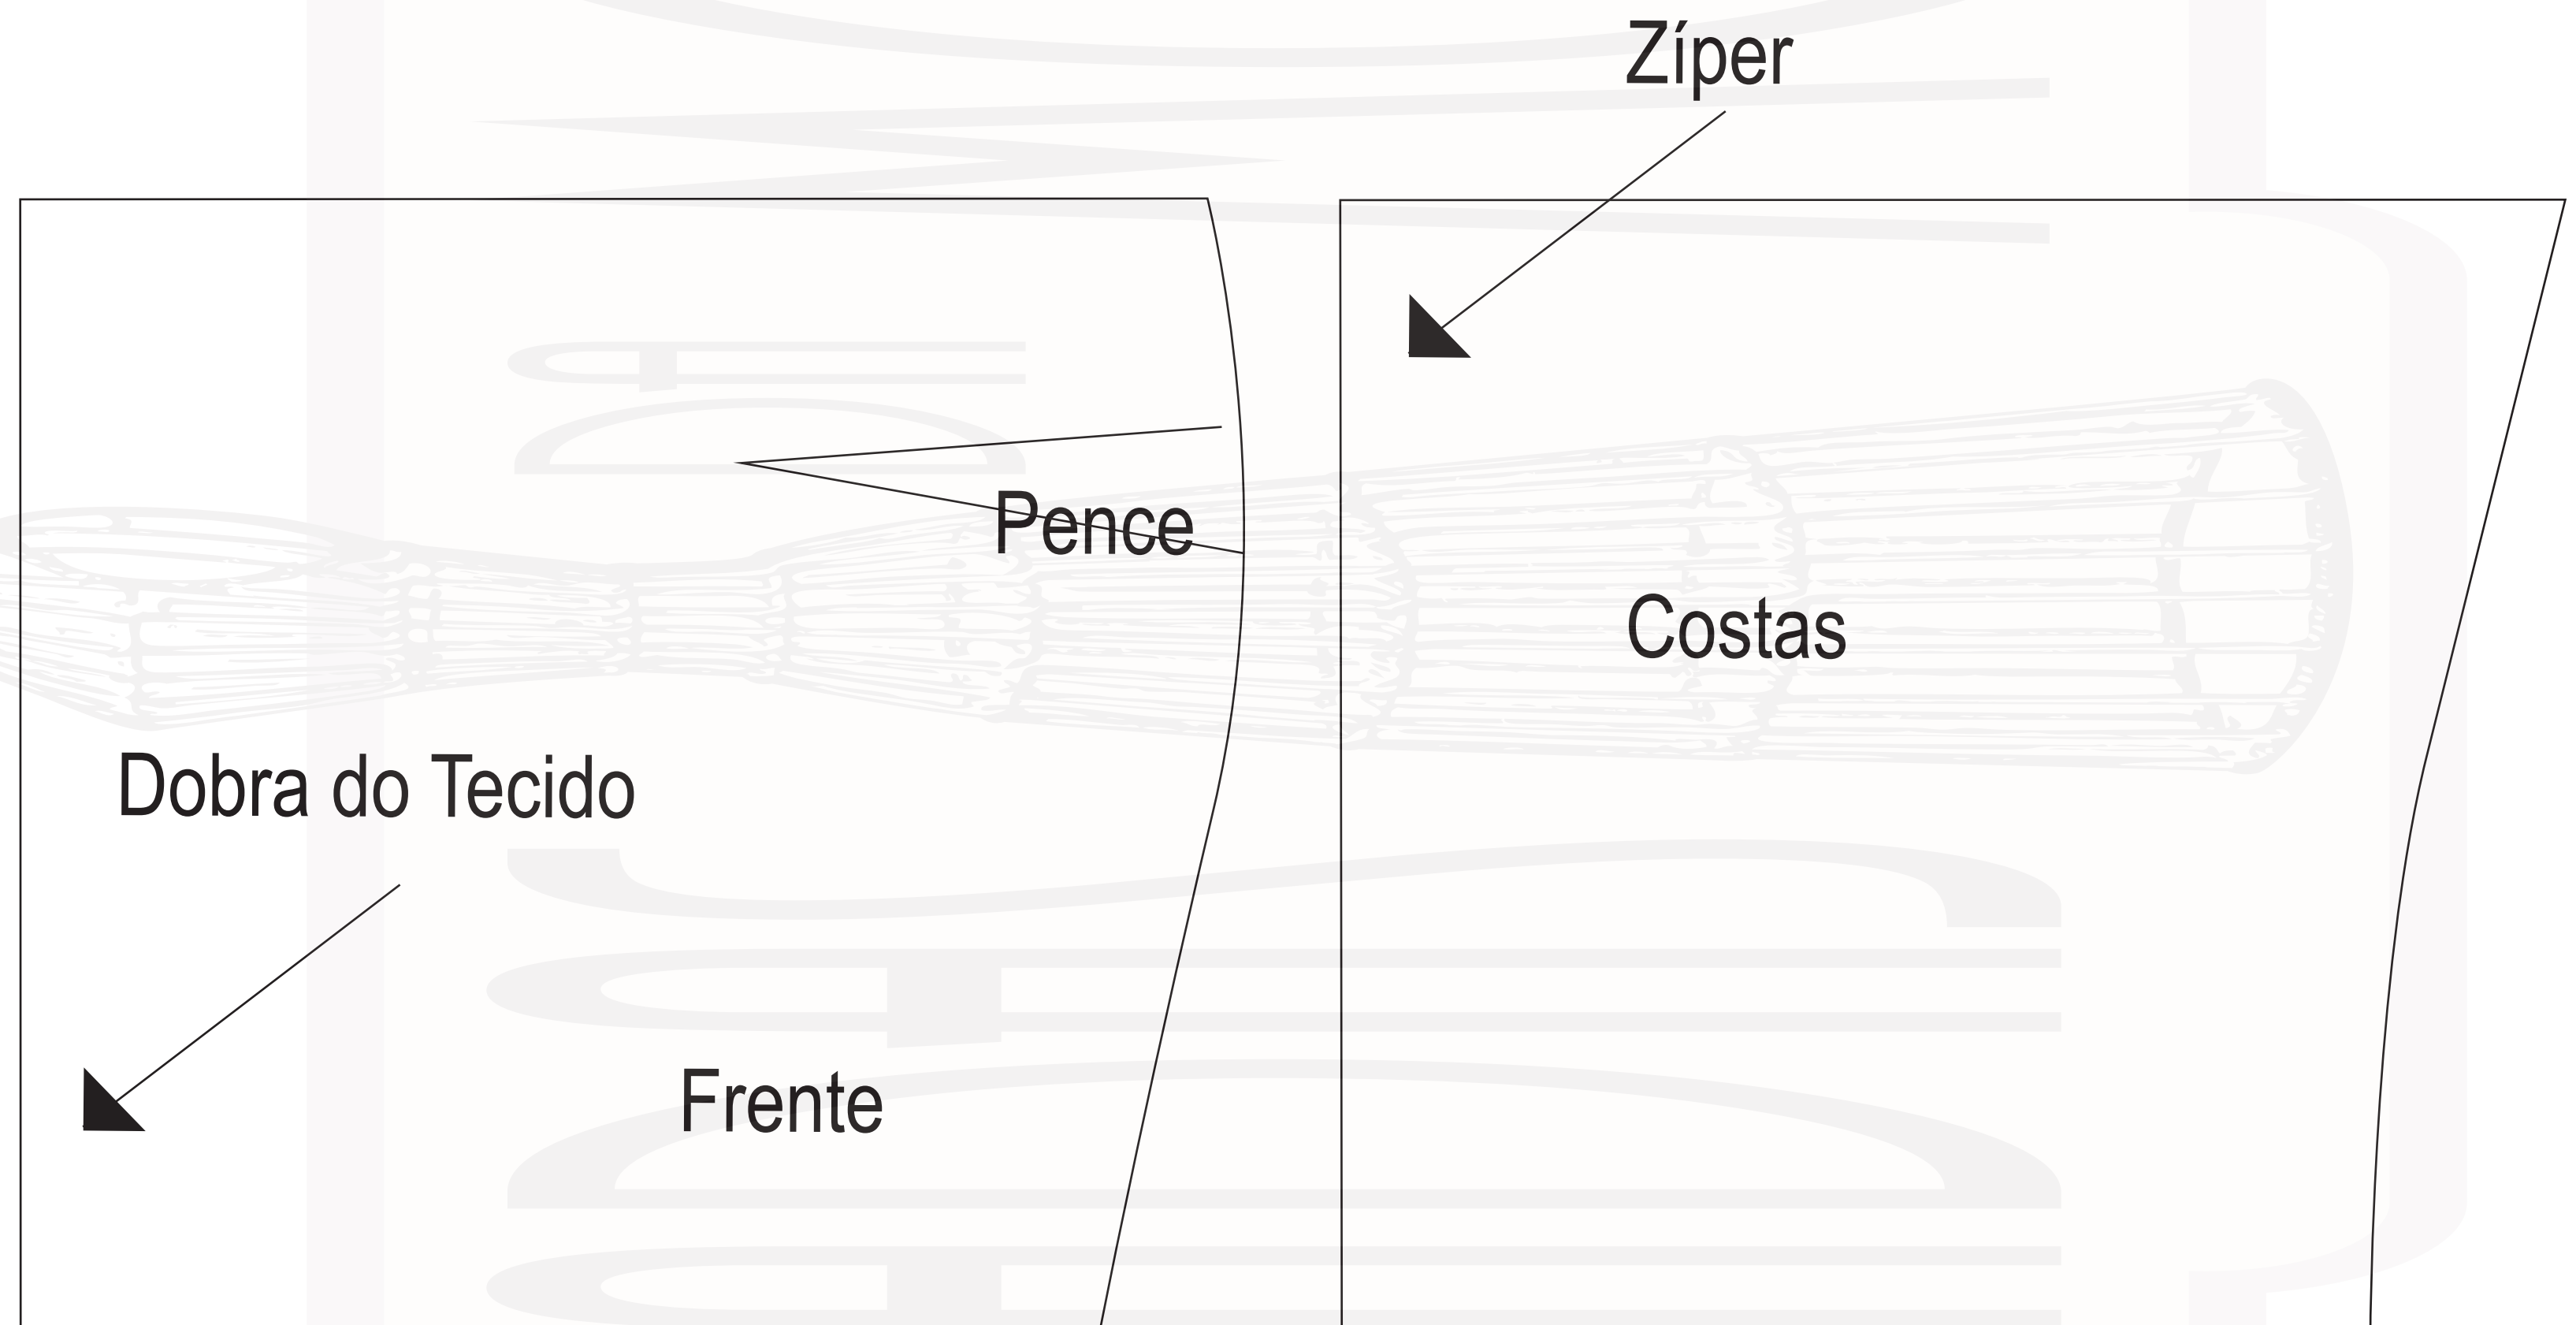 Zíper
Pence
Costas
Dobra do Tecido
Frente